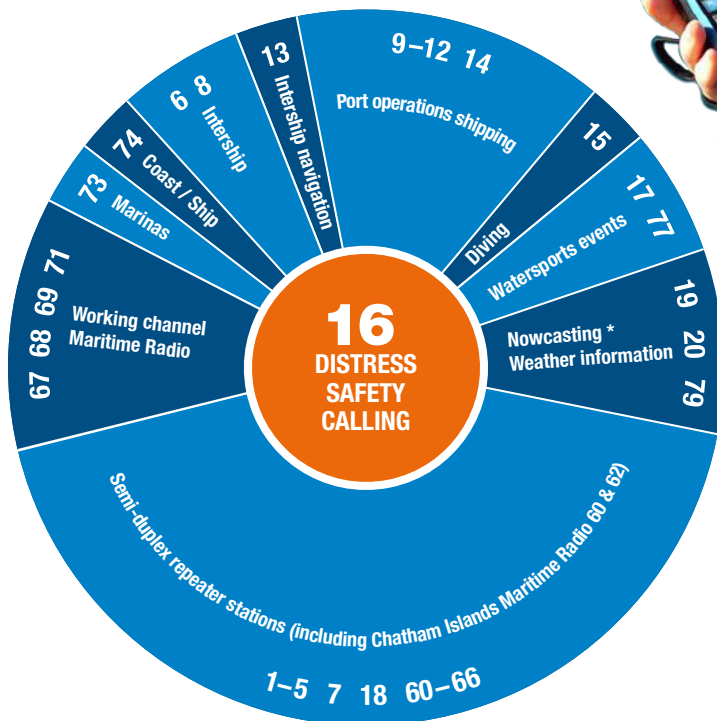 16
DISTRESS
SAFETY
CALLING
9–12 14
Port operations shipping
15
Diving
17 77
Watersports events
19 20 79
Nowcasting *
Weather information
1–5 7 18 60–66
Semi-duplex repeater stations (including Chatham Islands Maritime Radio 60 & 62)
67 68 69 71
Working channel
Maritime Radio
73
Marinas
74
Coast / Ship
6 8
Intership
13
Intership navigation